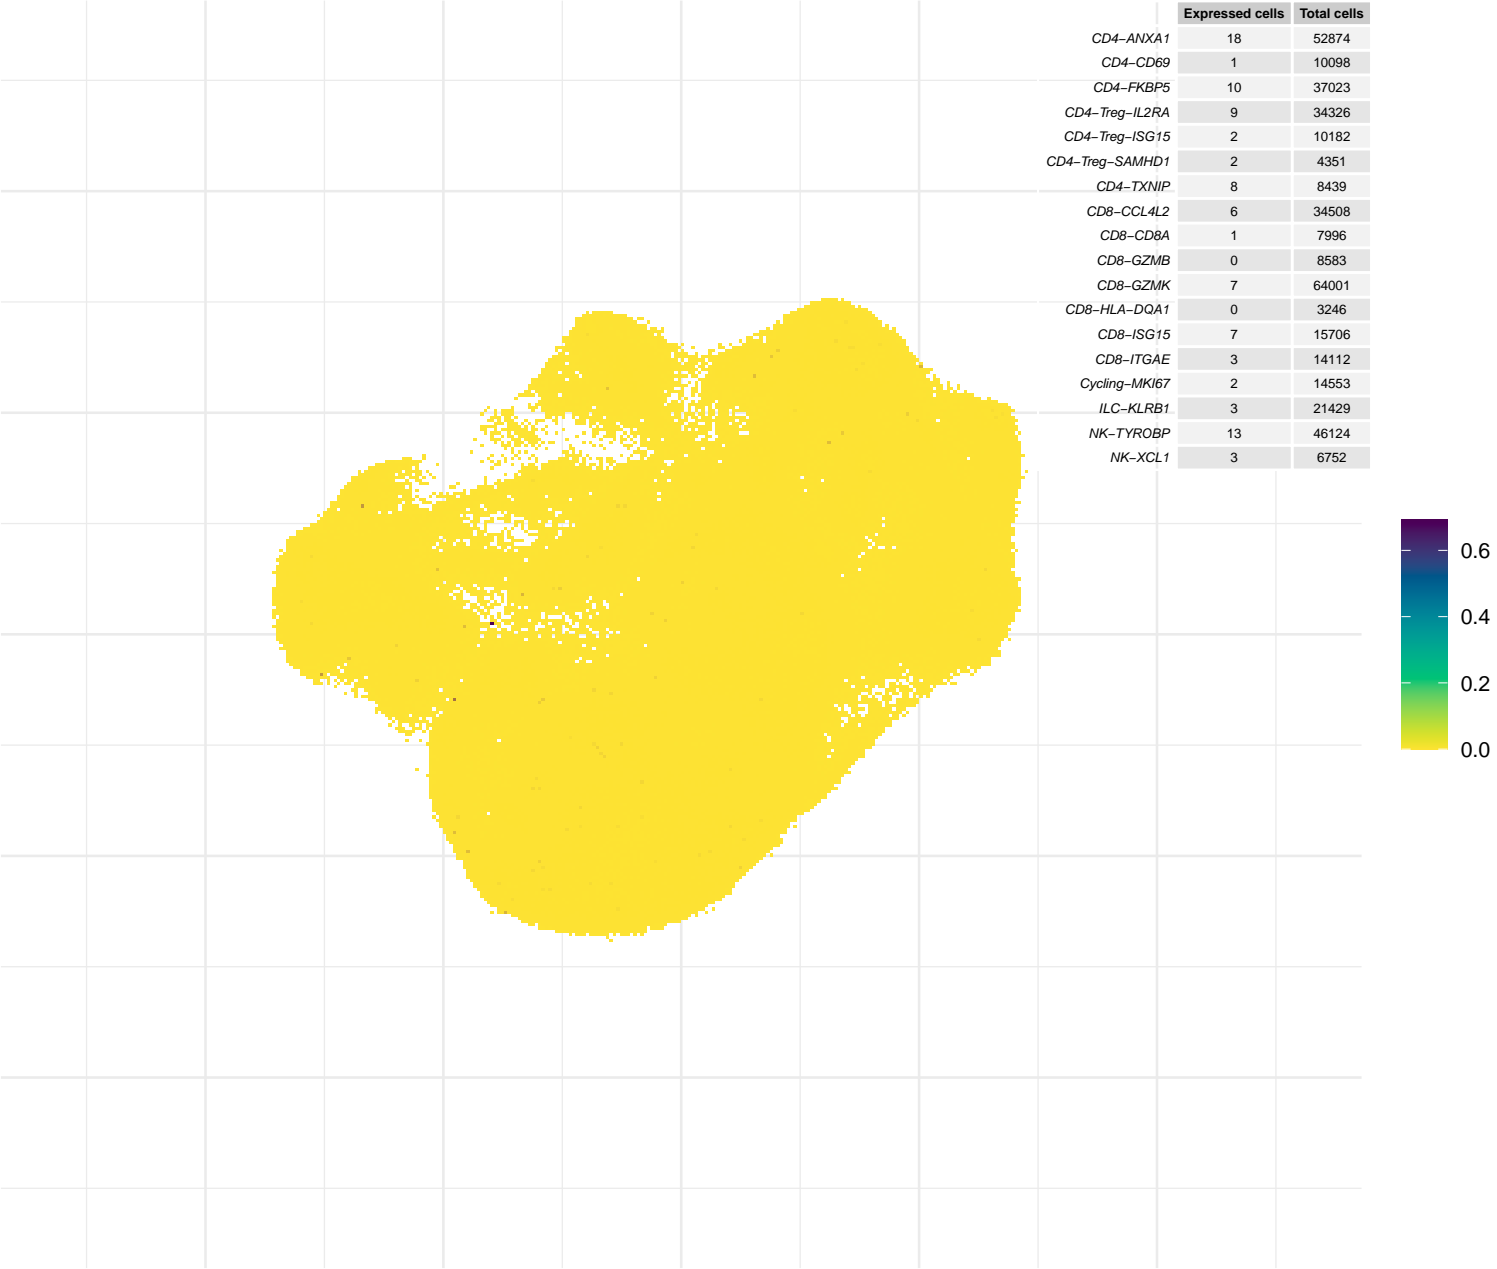 Expressed cells Total cells
CD4−ANXA1 18 52874
CD4−CD69 1 10098
CD4−FKBP5 10 37023
CD4−Treg−IL2RA 9 34326
CD4−Treg−ISG15 2 10182
CD4−Treg−SAMHD1 2 4351
CD4−TXNIP 8 8439
CD8−CCL4L2 6 34508
CD8−CD8A 1 7996
CD8−GZMB 0 8583
CD8−GZMK 7 64001
CD8−HLA−DQA1 0 3246
CD8−ISG15 7 15706
CD8−ITGAE 3 14112
Cycling−MKI67 2 14553
ILC−KLRB1 3 21429
NK−TYROBP 13 46124
NK−XCL1 3 6752
0.6
0.4
0.2
0.0